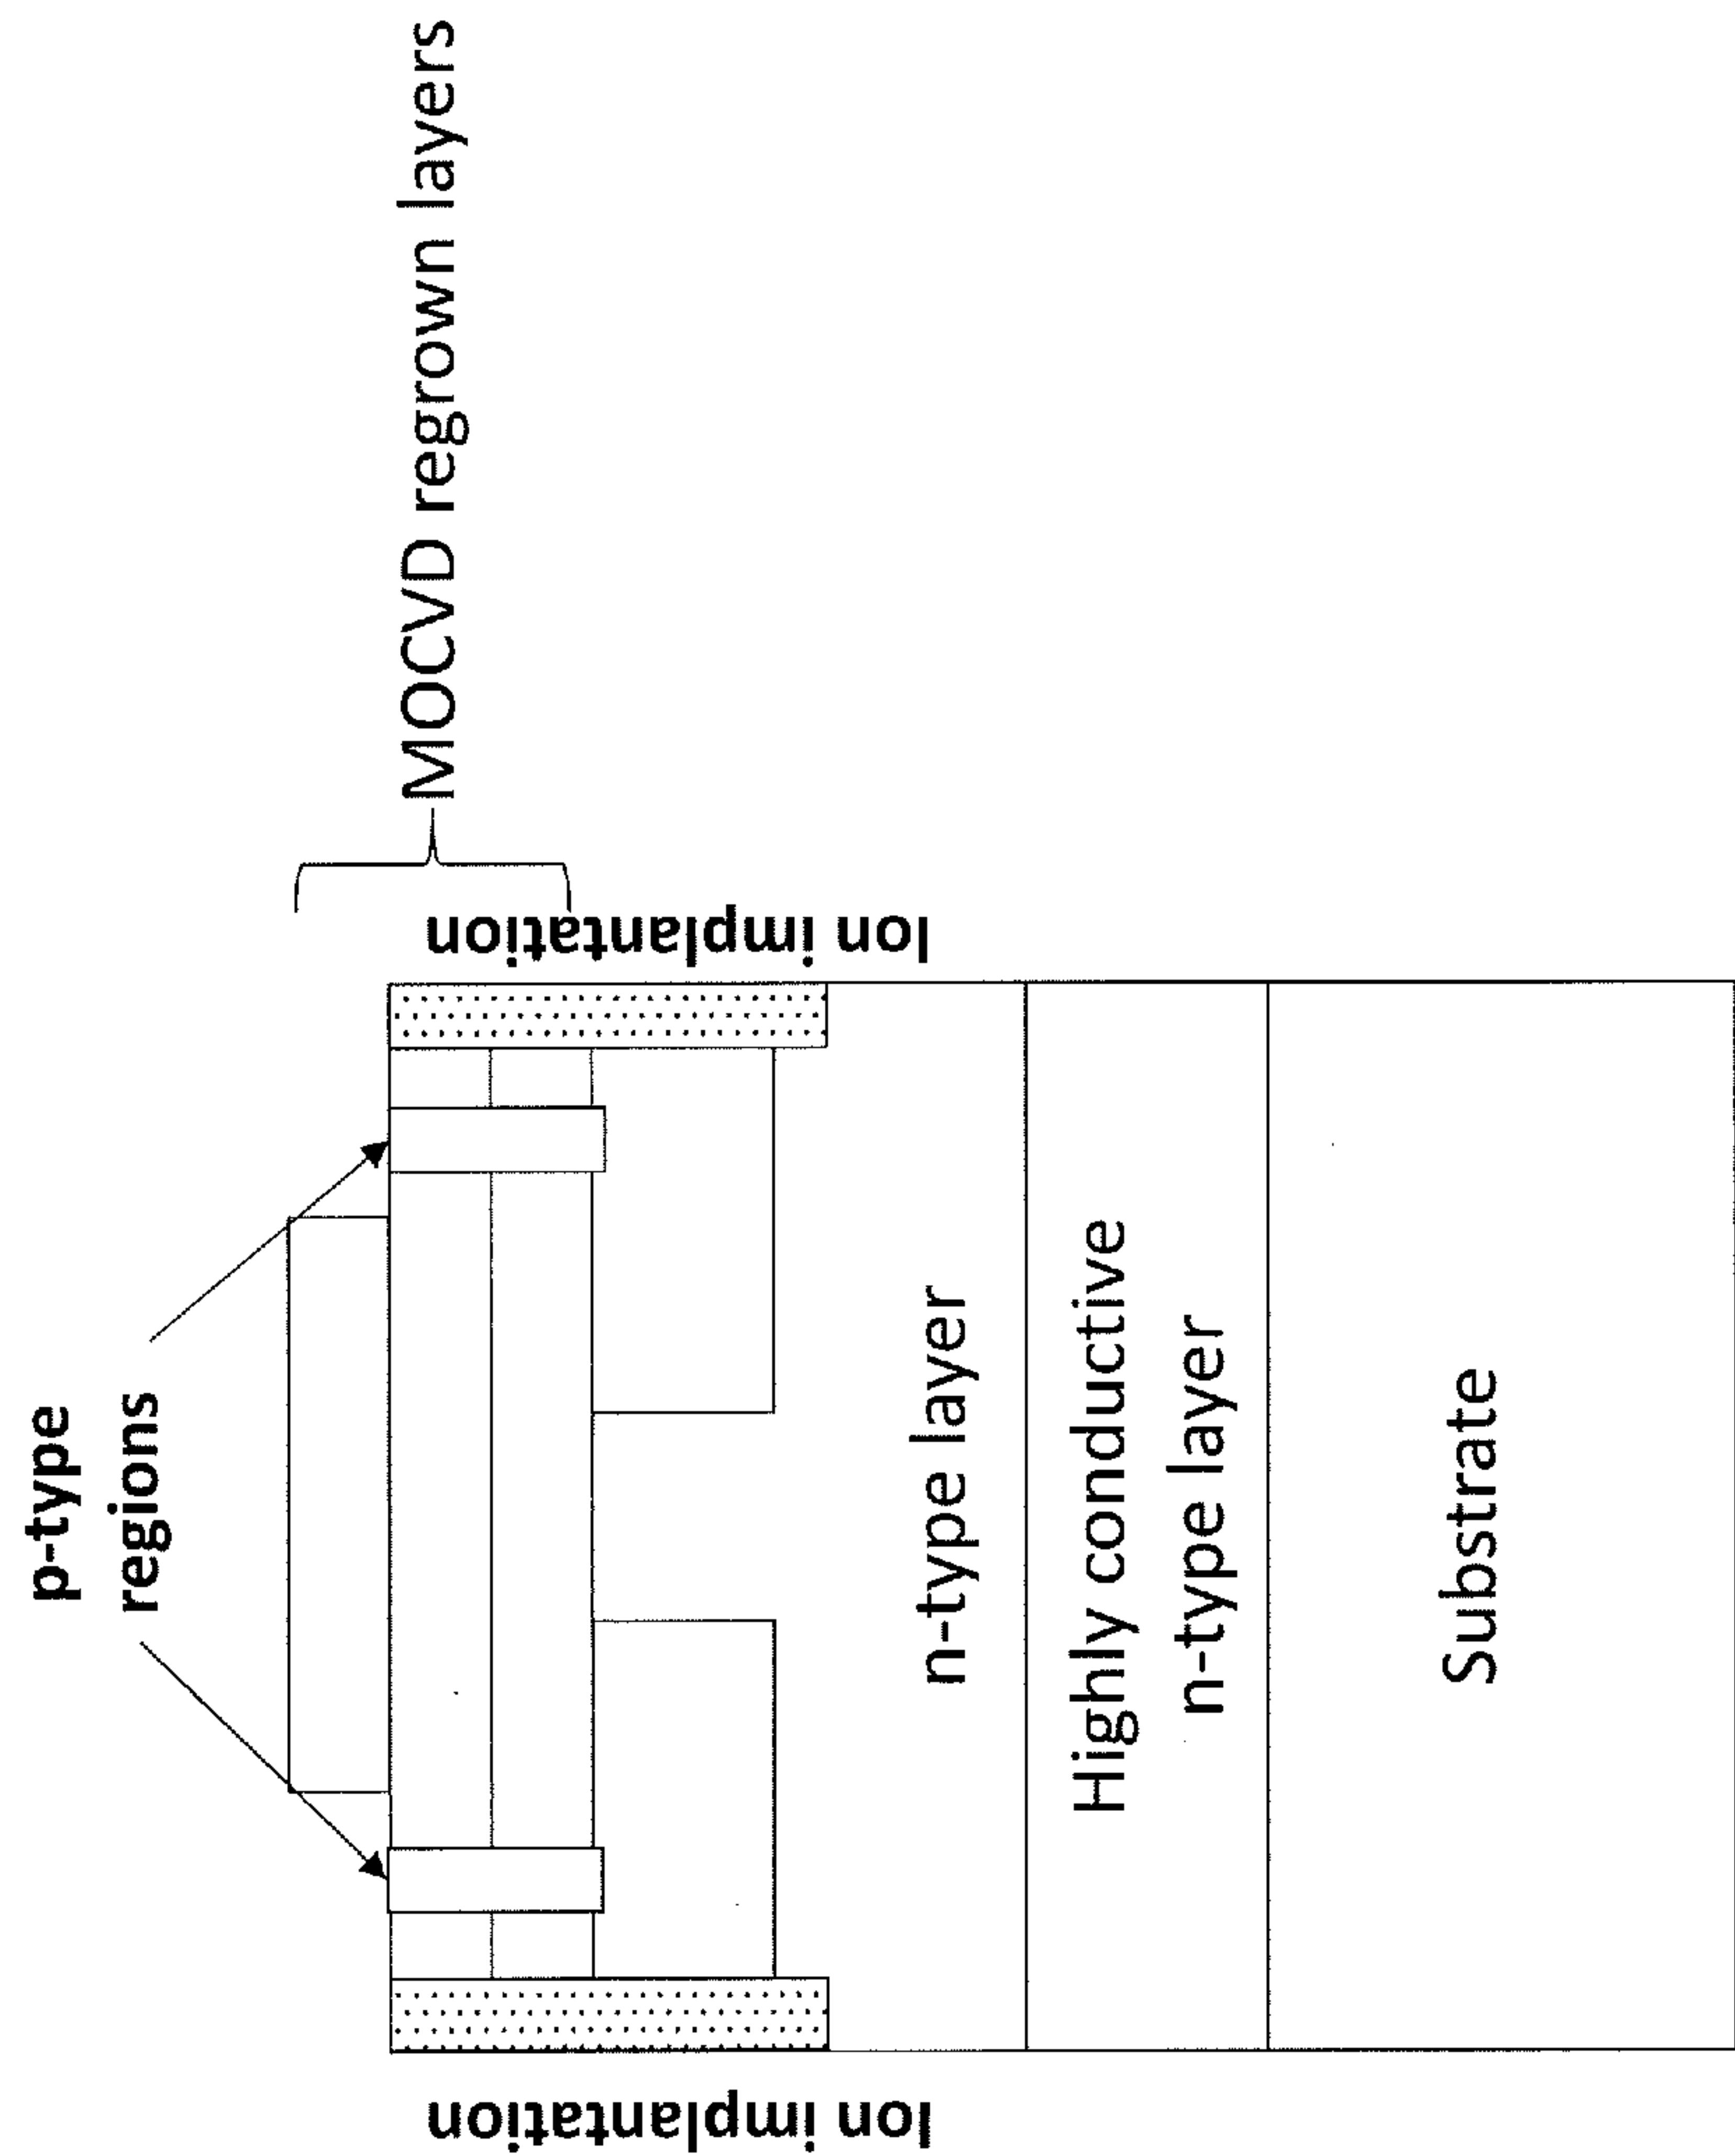 p-type
regions
MOCVD regrown layers
Ion implantation
Ion implantation
n-type layer
Highly conductive
n-type layer
Substrate